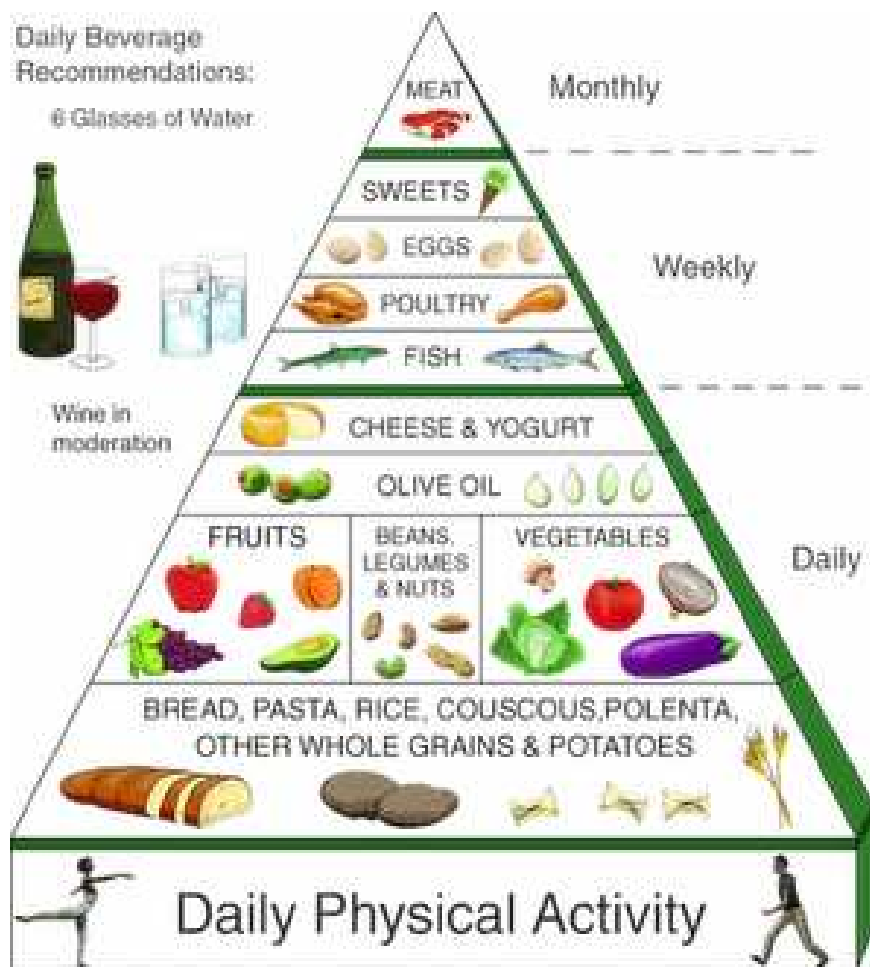 Daily Beverage
Recommendations:
6 Glasses of Water
Wine in
moderation
MEAT
Monthly
SWEETS
EGGS
Weekly
POULTRY
FISH
CHEESE & YOGURT
OLIVE OIL
FRUITS
BEANS,
LEGUMES
& NUTS
VEGETABLES
Daily
BREAD, PASTA, RICE, COUSCOUS,POLENTA,
OTHER WHOLE GRAINS & POTATOES
Daily Physical Activity